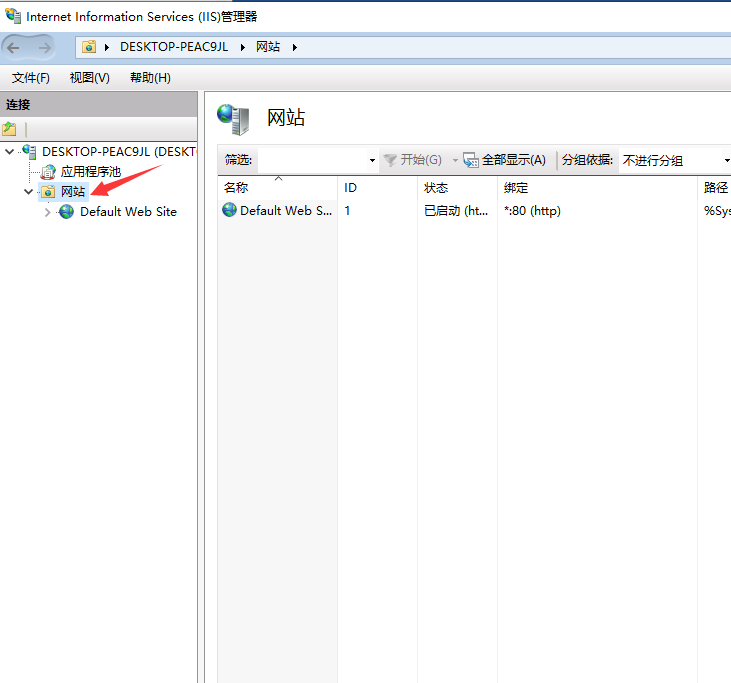 Internet Information Services (IIS)管理器
DESKTOP-PEAC9JL 网站
文件(F) 视图(V) 帮助(H)
连接
DESKTOP-PEAC9JL (DESKT
应用程序池
网站
Default Web Site
网站
筛选: 开始(G) 全部显示(A) 分组依据: 不进行分组
名称 ID 状态 绑定 路径
Default Web S... 1 已启动 (ht... *:80 (http) %Sys